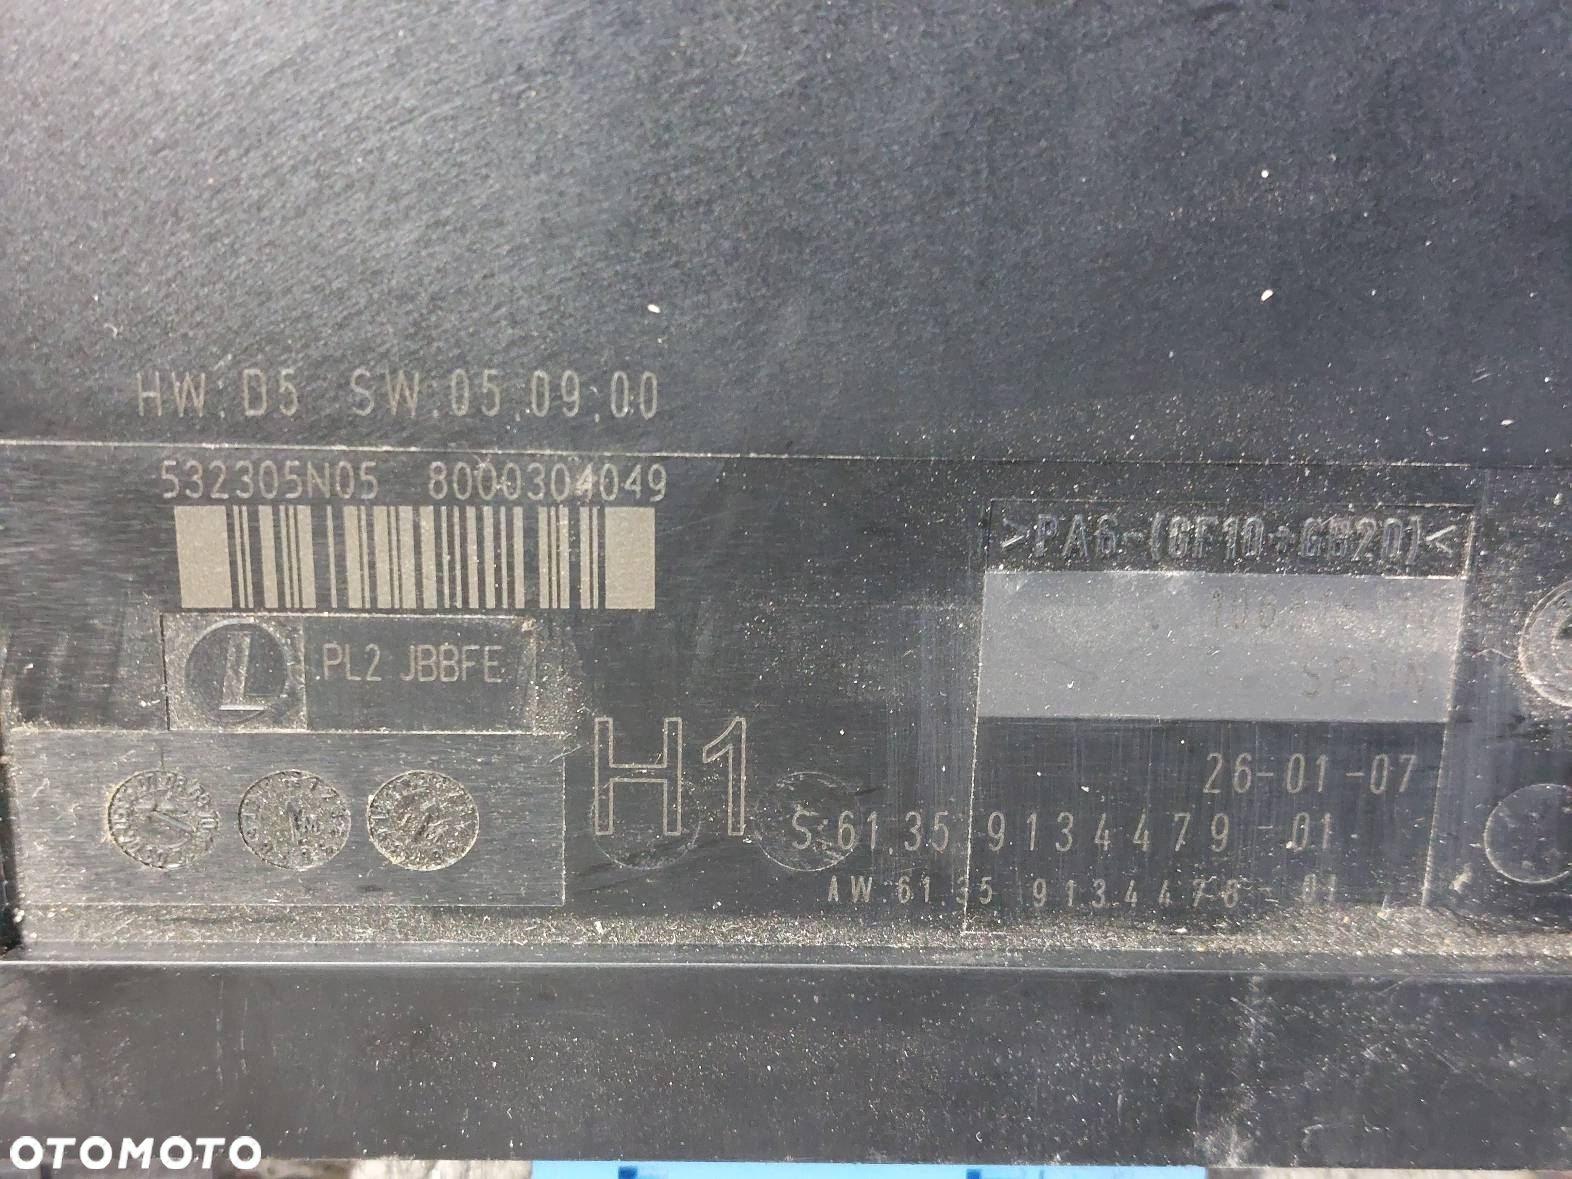 HW:D5 SW:05.09.00
532305N05 8000304049
>PA6-(GF10+GB20)<
L PL2 JBBFE
SPAIN
H1
26-01-07
S:61.35 9134479-01
AW:61.35 9134478-01
OTOMOTO